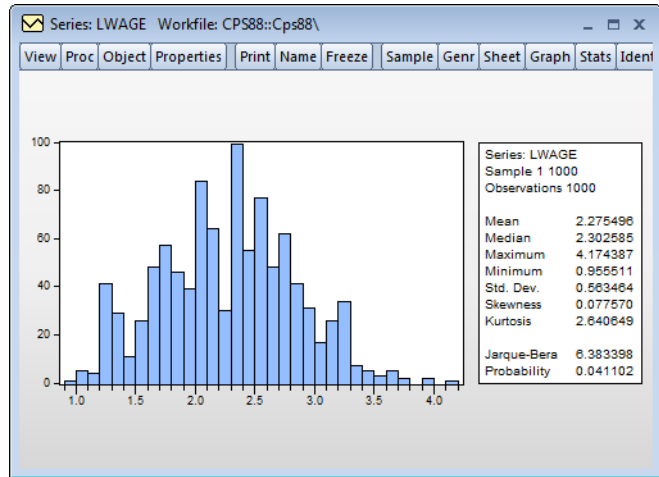 Series: LWAGE Workfile: CPS88::Cps88\
View Proc Object Properties Print Name Freeze Sample Genr Sheet Graph Stats Ident
100
80
60
40
20
0
1.0 1.5 2.0 2.5 3.0 3.5 4.0
Series: LWAGE
Sample 1 1000
Observations 1000
Mean 2.275496
Median 2.302585
Maximum 4.174387
Minimum 0.955511
Std. Dev. 0.563464
Skewness 0.077570
Kurtosis 2.640649
Jarque-Bera 6.383398
Probability 0.041102